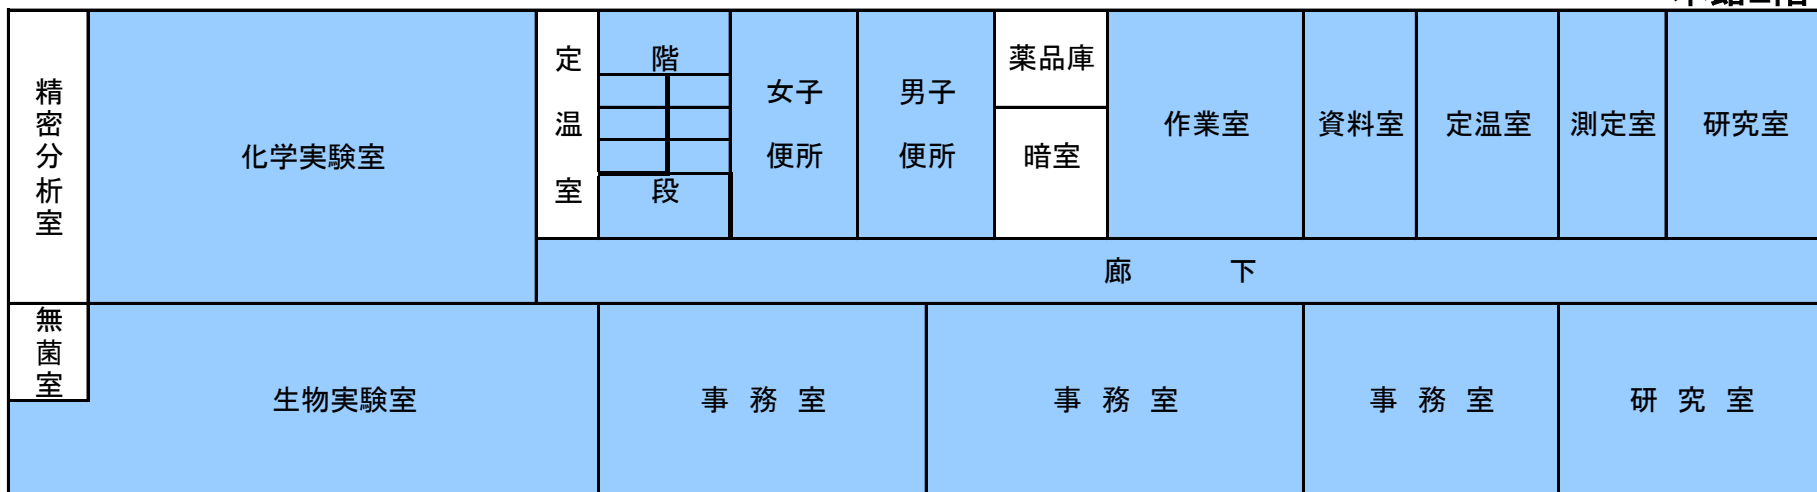 精密分析室
化学実験室
定温室
階段
女子
便所
男子
便所
薬品庫
暗室
作業室
資料室
定温室
測定室
研究室
廊下
無菌室
生物実験室
事務室
事務室
事務室
研究室